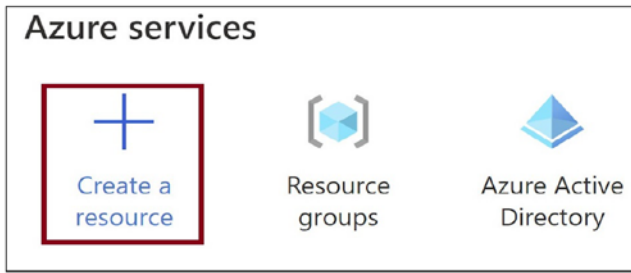 Azure services
Create a
resource
Resource
groups
Azure Active
Directory